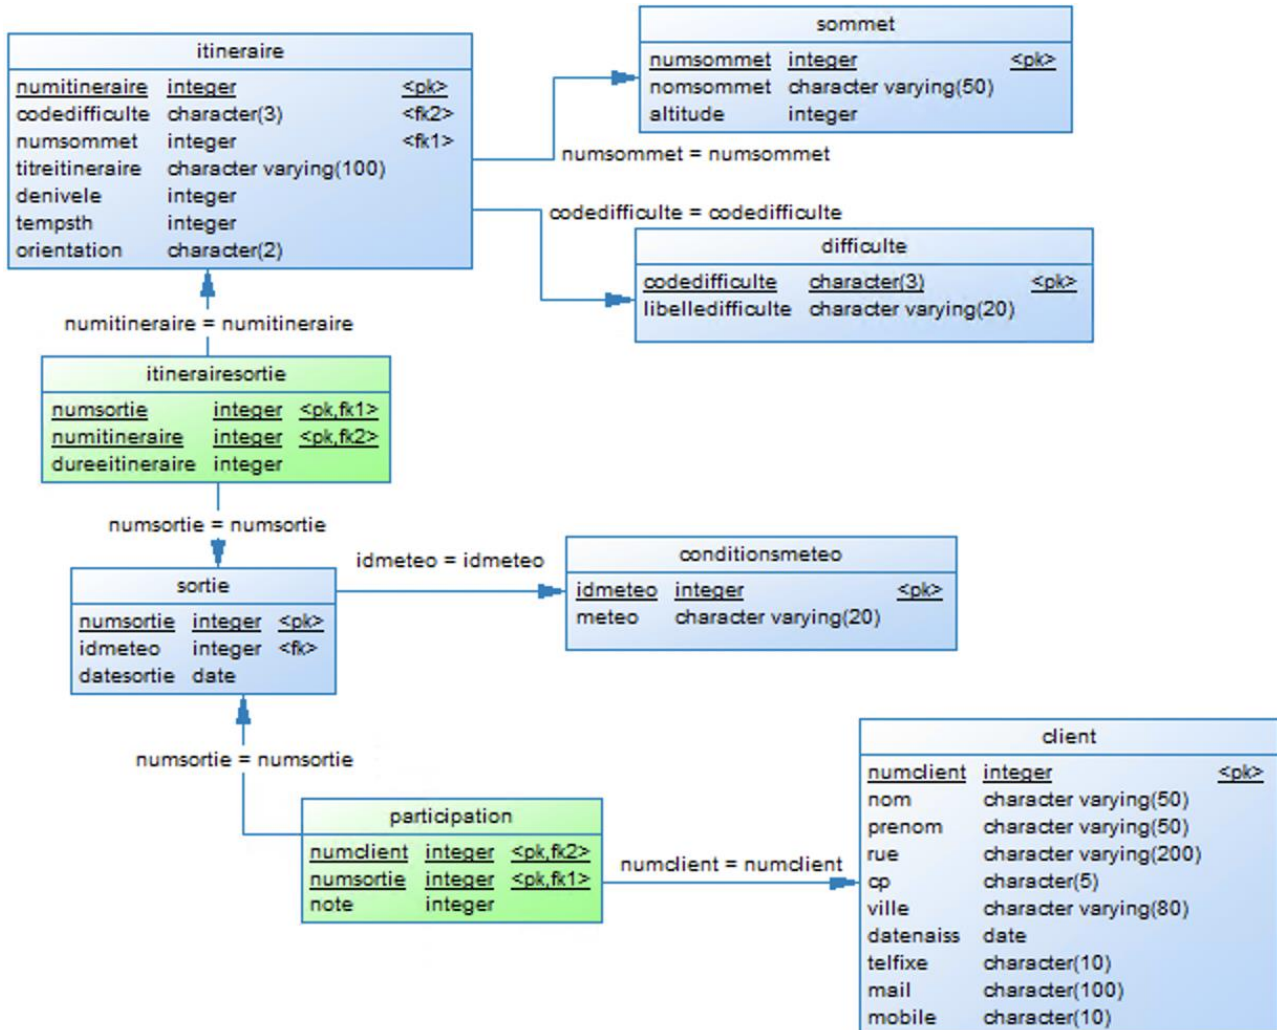 itineraire
numitineraire integer <pk>
codedifficulte character(3) <fk2>
numsommet integer <fk1>
titreitineraire character varying(100)
denivele integer
tempsth integer
orientation character(2)
sommet
numsommet integer <pk>
nomsommet character varying(50)
altitude integer
numsommet = numsommet
codedifficulte = codedifficulte
difficulte
codedifficulte character(3) <pk>
libelledifficulte character varying(20)
numitineraire = numitineraire
itinerairesortie
numsortie integer <pk,fk1>
numitineraire integer <pk,fk2>
dureeitineraire integer
numsortie = numsortie
idmeteo = idmeteo
conditionsmeteo
idmeteo integer <pk>
meteo character varying(20)
sortie
numsortie integer <pk>
idmeteo integer <fk>
datesortie date
numsortie = numsortie
participation
numclient integer <pk,fk2>
numsortie integer <pk,fk1>
note integer
numclient = numclient
client
numclient integer <pk>
nom character varying(50)
prenom character varying(50)
rue character varying(200)
cp character(5)
ville character varying(80)
datenaiss date
telfixe character(10)
mail character(100)
mobile character(10)